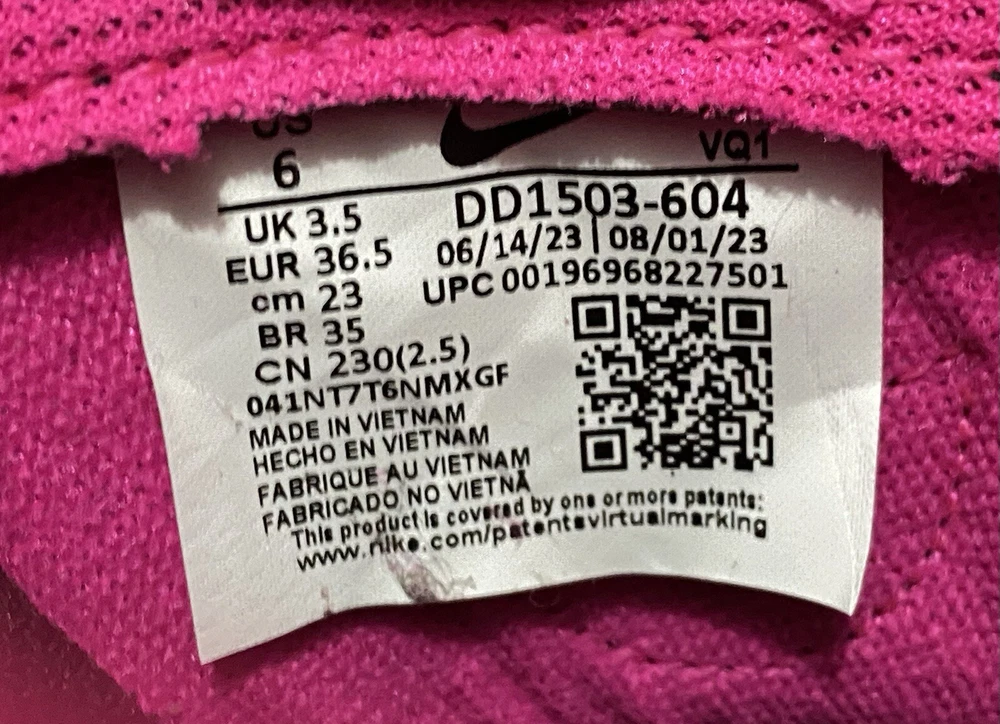 US
6
VQ1
UK 3.5
EUR 36.5
cm 23
BR 35
CN 230(2.5)
DD1503-604
06/14/23 | 08/01/23
UPC 00196968227501
041NT7T6NMXGF
MADE IN VIETNAM
HECHO EN VIETNAM
FABRIQUE AU VIETNAM
FABRICADO NO VIETNÃ
This product is covered by one or more patents:
www.nike.com/patentsvirtualmarking